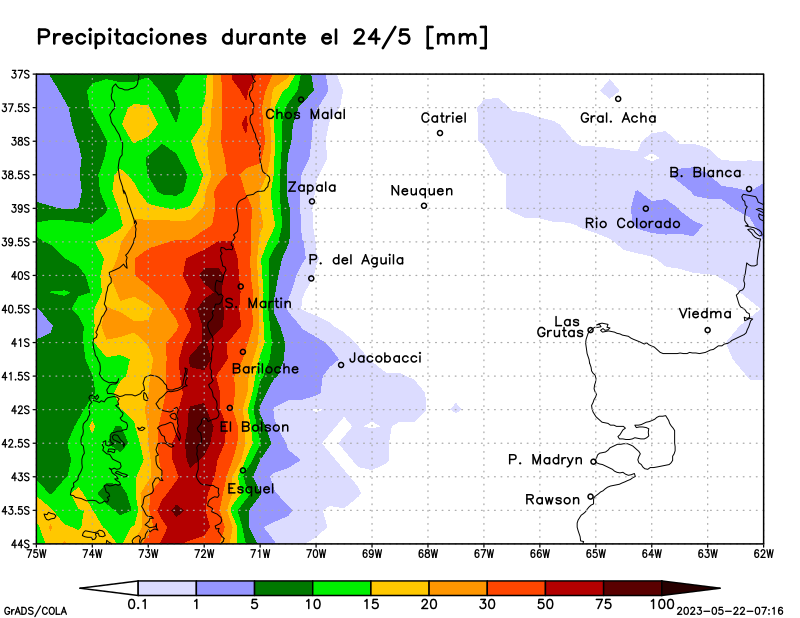 Precipitaciones durante el 24/5 [mm]
37S
37.5S
38S
38.5S
39S
39.5S
40S
40.5S
41S
41.5S
42S
42.5S
43S
43.5S
44S
Chos Malal
Catriel
Gral. Acha
B. Blanca
Zapala
Neuquen
Rio Colorado
P. del Aguila
S. Martin
Viedma
Las
Grutas
Jacobacci
Bariloche
El Bolson
P. Madryn
Esquel
Rawson
75W 74W 73W 72W 71W 70W 69W 68W 67W 66W 65W 64W 63W 62W
0.1 1 5 10 15 20 30 50 75 100
GrADS/COLA
2023-05-22-07:16